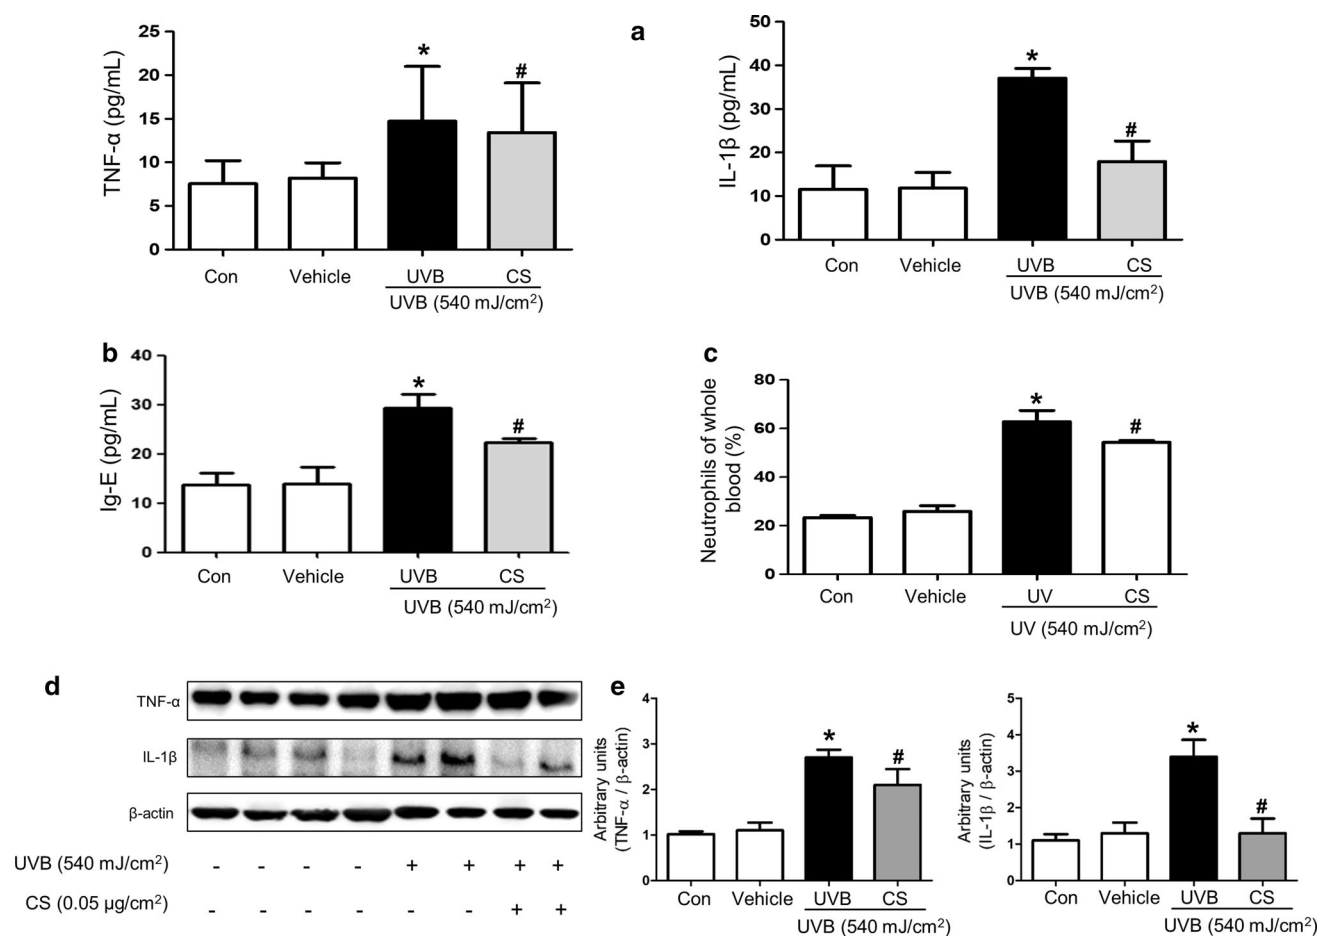 a
TNF-α (pg/mL)
25
20
15
10
5
0
*
#
Con Vehicle UVB CS
UVB (540 mJ/cm²)
IL-1β (pg/mL)
50
40
30
20
10
0
*
#
Con Vehicle UVB CS
UVB (540 mJ/cm²)
b
Ig-E (pg/mL)
40
30
20
10
0
*
#
Con Vehicle UVB CS
UVB (540 mJ/cm²)
c
Neutrophils of whole
blood (%)
80
60
40
20
0
*
#
Con Vehicle UV CS
UV (540 mJ/cm²)
d
TNF-α
IL-1β
β-actin
UVB (540 mJ/cm²) - - - - + + + +
CS (0.05 µg/cm²) - - - - - - + +
e
Arbitrary units
(TNF-α / β-actin)
4
3
2
1
0
*
#
Con Vehicle UVB CS
UVB (540 mJ/cm²)
Arbitrary units
(IL-1β / β-actin)
5
4
3
2
1
0
*
#
Con Vehicle UVB CS
UVB (540 mJ/cm²)